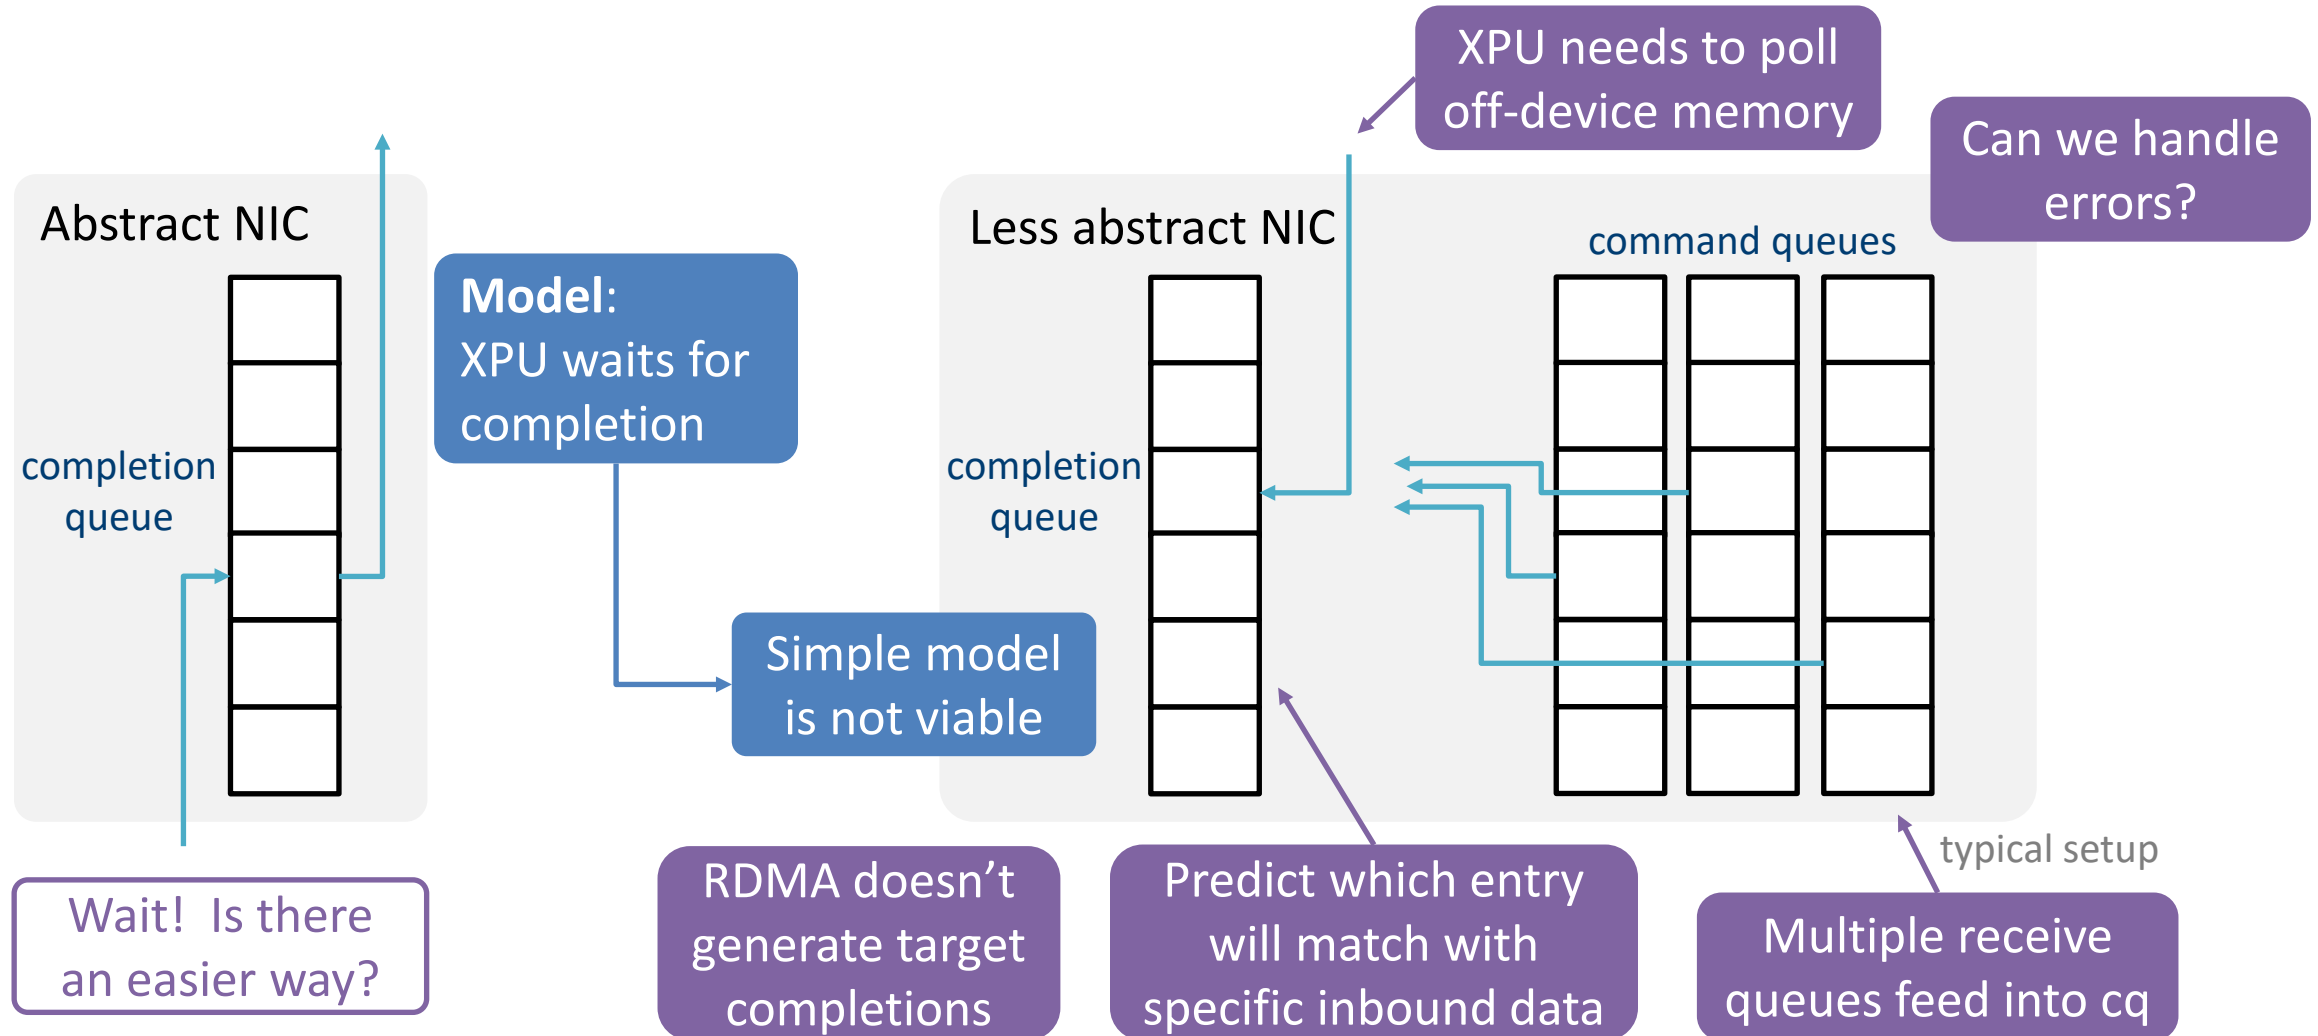 XPU needs to poll
off-device memory
Can we handle
errors?
Abstract NIC
Less abstract NIC
command queues
Model:
XPU waits for
completion
completion
queue
completion
queue
Simple model
is not viable
typical setup
Wait!  Is there
an easier way?
RDMA doesn’t
generate target
completions
Predict which entry
will match with
specific inbound data
Multiple receive
queues feed into cq